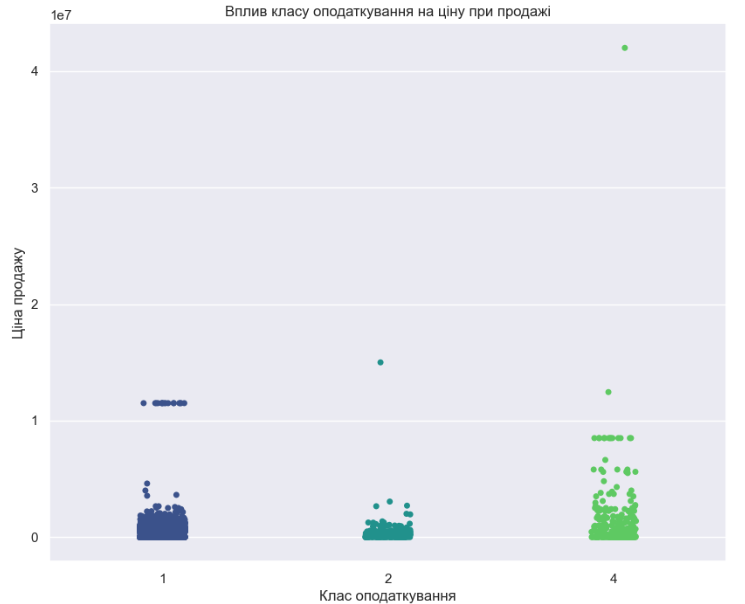 Вплив класу оподаткування на ціну при продажі
1e7
4
3
2
1
0
Ціна продажу
1 2 4
Клас оподаткування